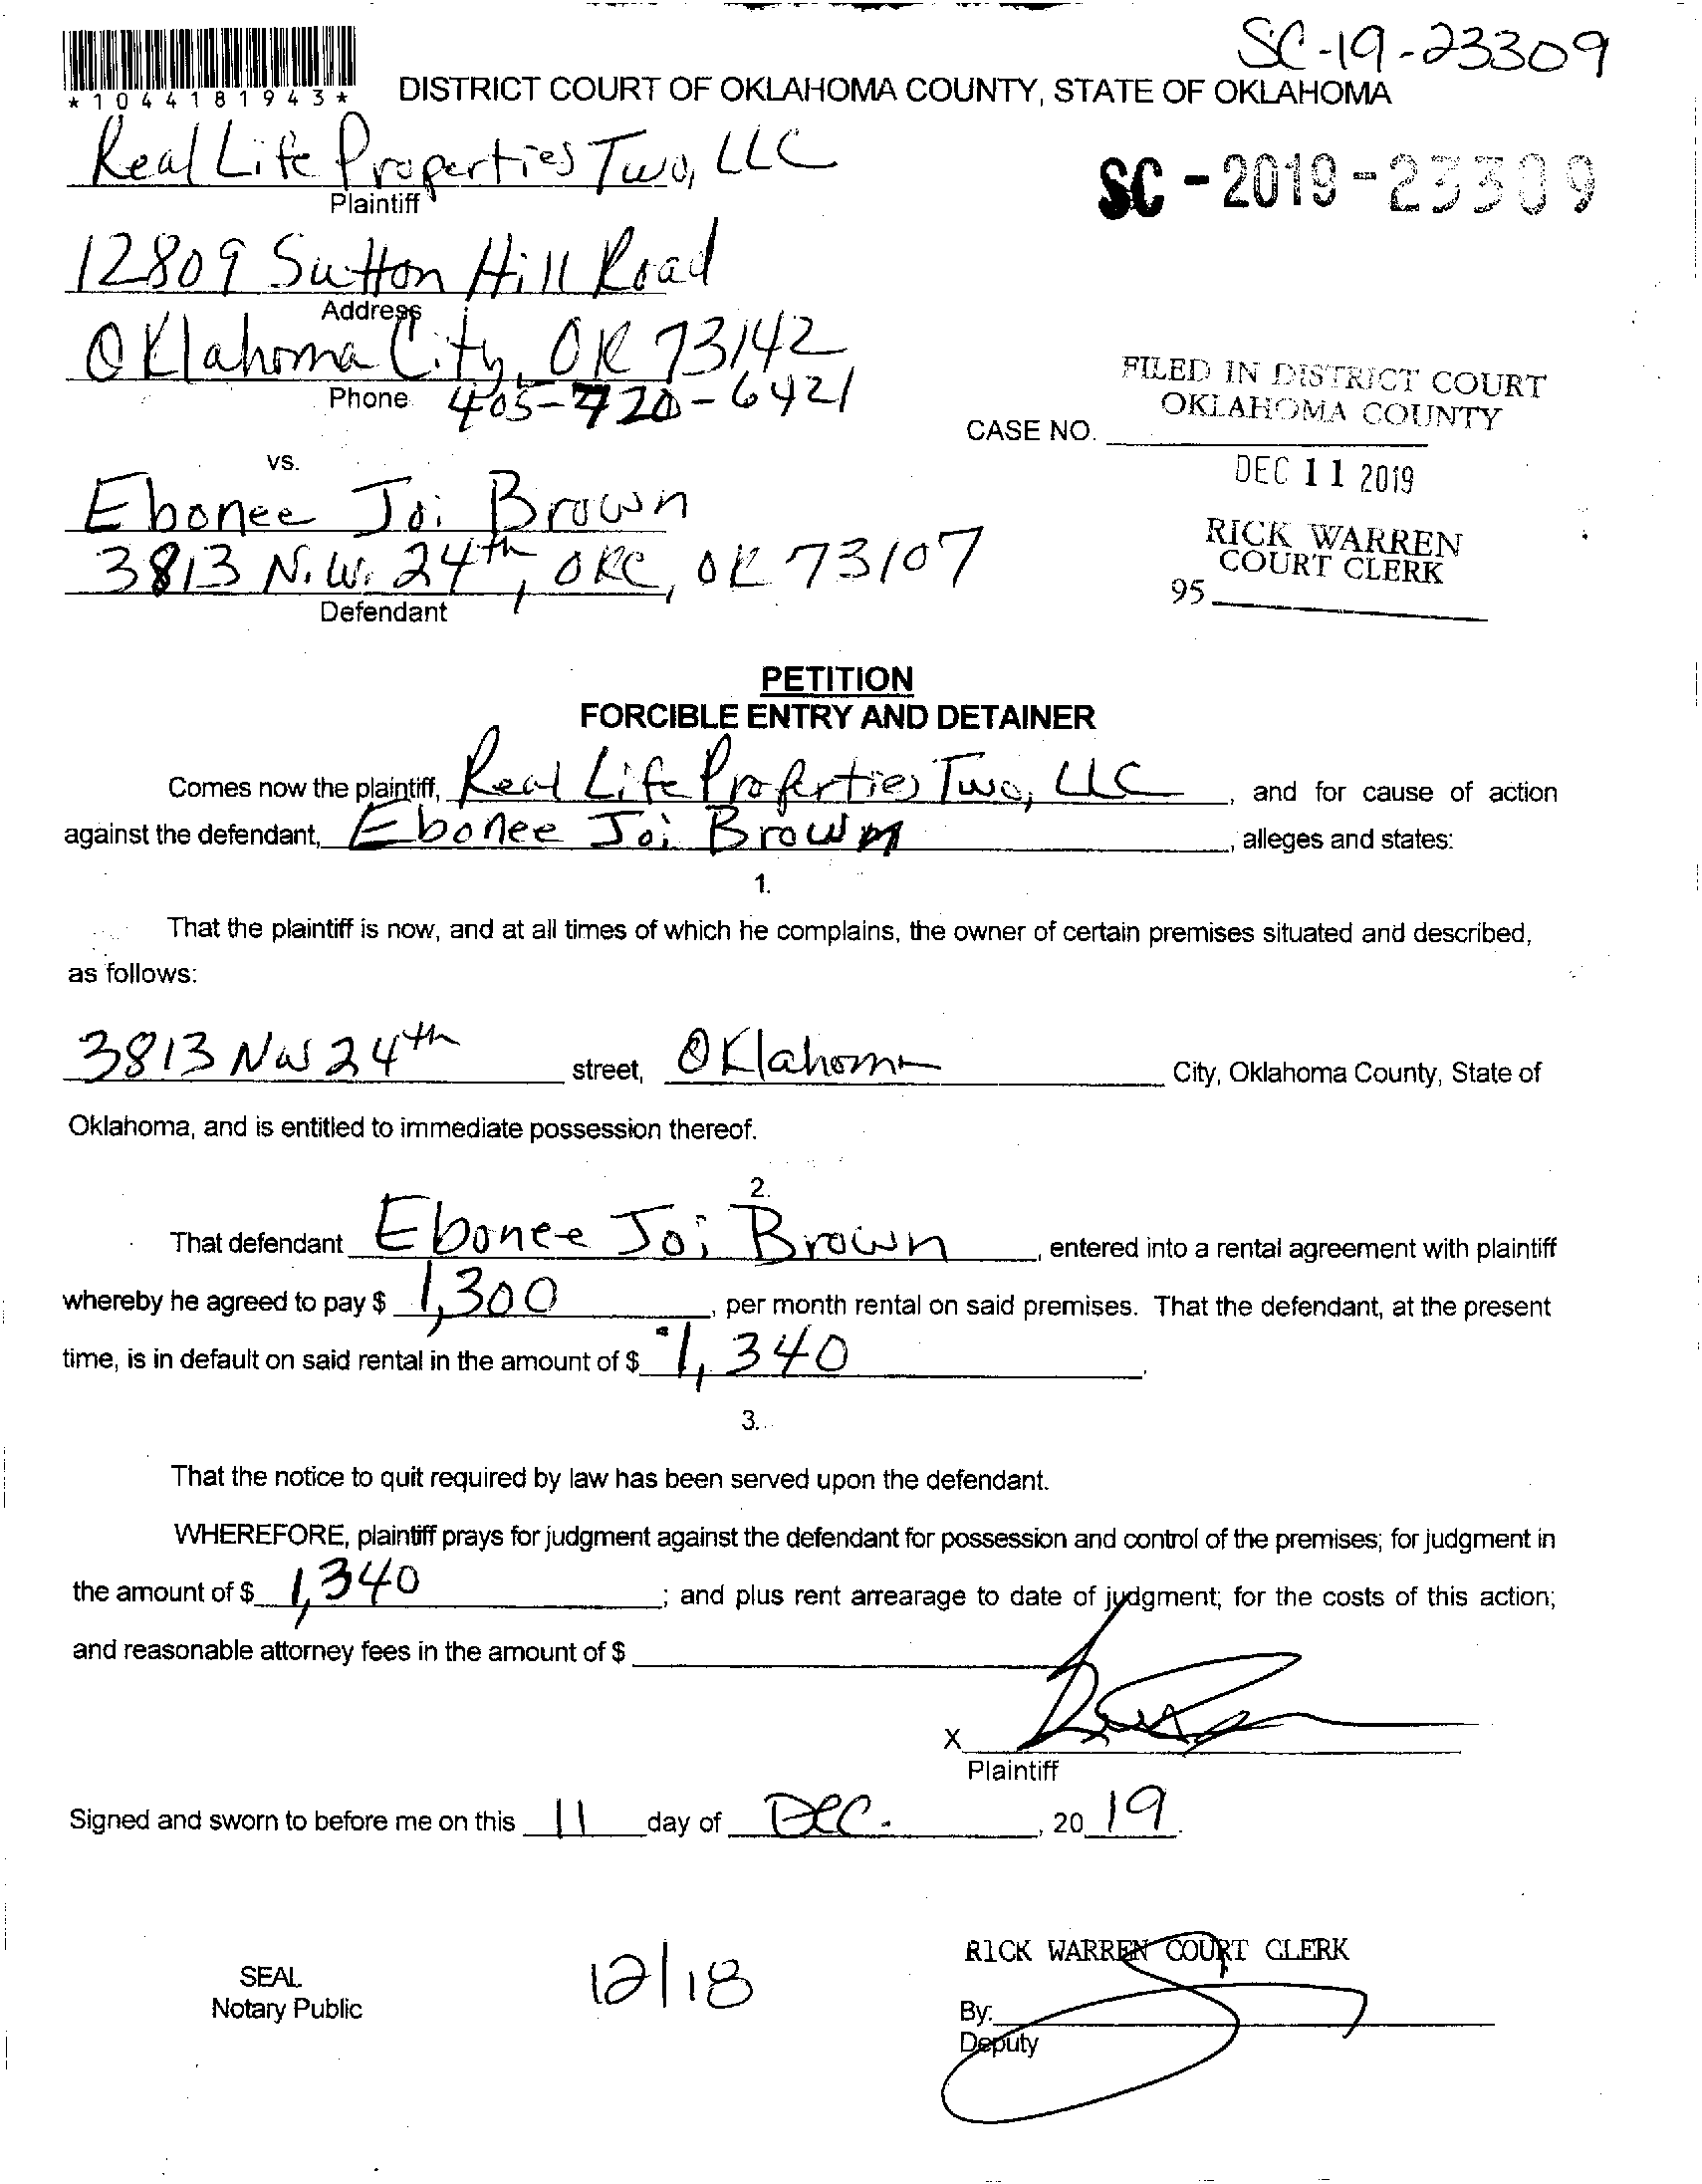 SC-19-23309
*1044181943*
DISTRICT COURT OF OKLAHOMA COUNTY, STATE OF OKLAHOMA
Real Life Properties Two, LLC
Plaintiff
SC-2019-23309
12809 Sutton Hill Road
Address
Oklahoma City, OK 73142
Phone 405-720-6421
FILED IN DISTRICT COURT
OKLAHOMA COUNTY
CASE NO.
DEC 11 2019
vs.
Ebonee Joi Brown
3813 N.W. 24th, OKC, OK 73107
Defendant
RICK WARREN
COURT CLERK
95
PETITION
FORCIBLE ENTRY AND DETAINER
Comes now the plaintiff, Real Life Properties Two, LLC, and for cause of action
against the defendant, Ebonee Joi Brown, alleges and states:
1.
That the plaintiff is now, and at all times of which he complains, the owner of certain premises situated and described,
as follows:
3813 NW 24th street, Oklahoma City, Oklahoma County, State of
Oklahoma, and is entitled to immediate possession thereof.
2.
That defendant Ebonee Joi Brown, entered into a rental agreement with plaintiff
whereby he agreed to pay $ 1,300, per month rental on said premises. That the defendant, at the present
time, is in default on said rental in the amount of $ 1,340.
3.
That the notice to quit required by law has been served upon the defendant.
WHEREFORE, plaintiff prays for judgment against the defendant for possession and control of the premises; for judgment in
the amount of $ 1,340; and plus rent arrearage to date of judgment; for the costs of this action;
and reasonable attorney fees in the amount of $
X
Plaintiff
Signed and sworn to before me on this 11 day of DEC., 20 19.
SEAL
Notary Public
12/18
RICK WARREN COURT CLERK
By:
Deputy